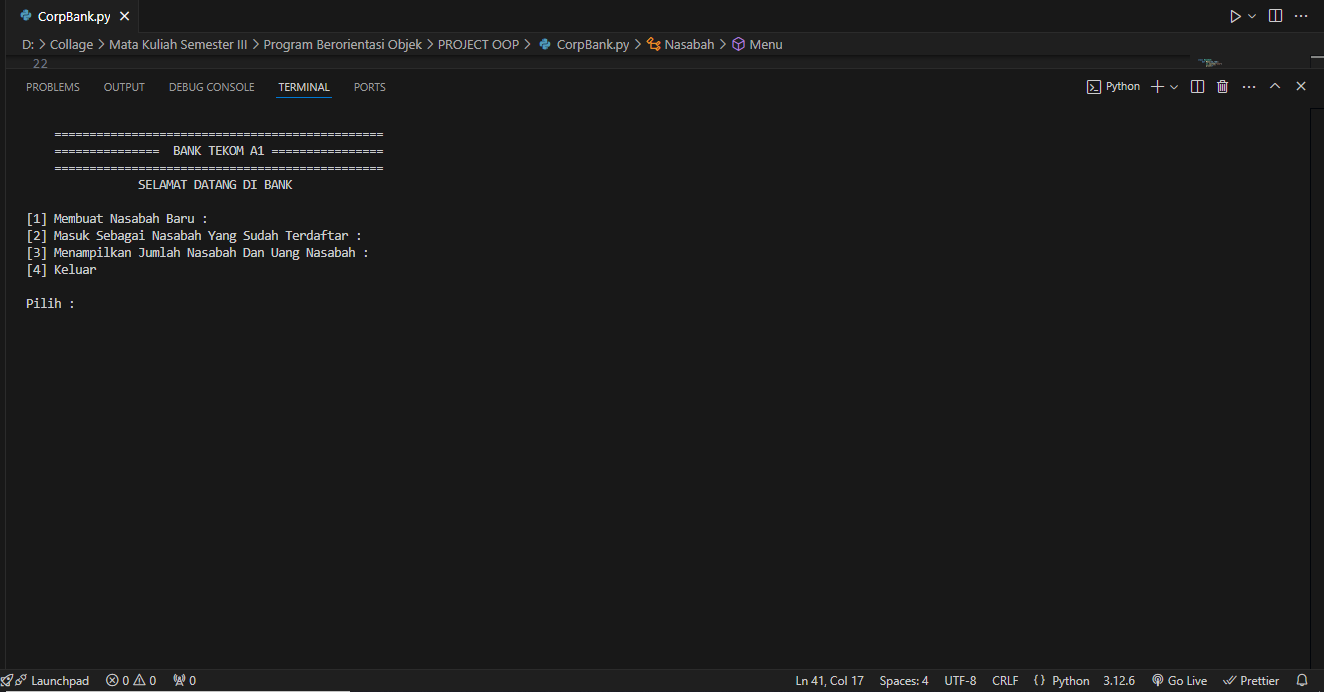 CorpBank.py
D: > Collage > Mata Kuliah Semester III > Program Berorientasi Objek > PROJECT OOP > CorpBank.py > Nasabah > Menu
22
PROBLEMS OUTPUT DEBUG CONSOLE TERMINAL PORTS Python
===============================================
=============== BANK TEKOM A1 ================
===============================================
SELAMAT DATANG DI BANK
[1] Membuat Nasabah Baru :
[2] Masuk Sebagai Nasabah Yang Sudah Terdaftar :
[3] Menampilkan Jumlah Nasabah Dan Uang Nasabah :
[4] Keluar
Pilih :
Launchpad 0 0 0 Ln 41, Col 17 Spaces: 4 UTF-8 CRLF { } Python 3.12.6 Go Live Prettier